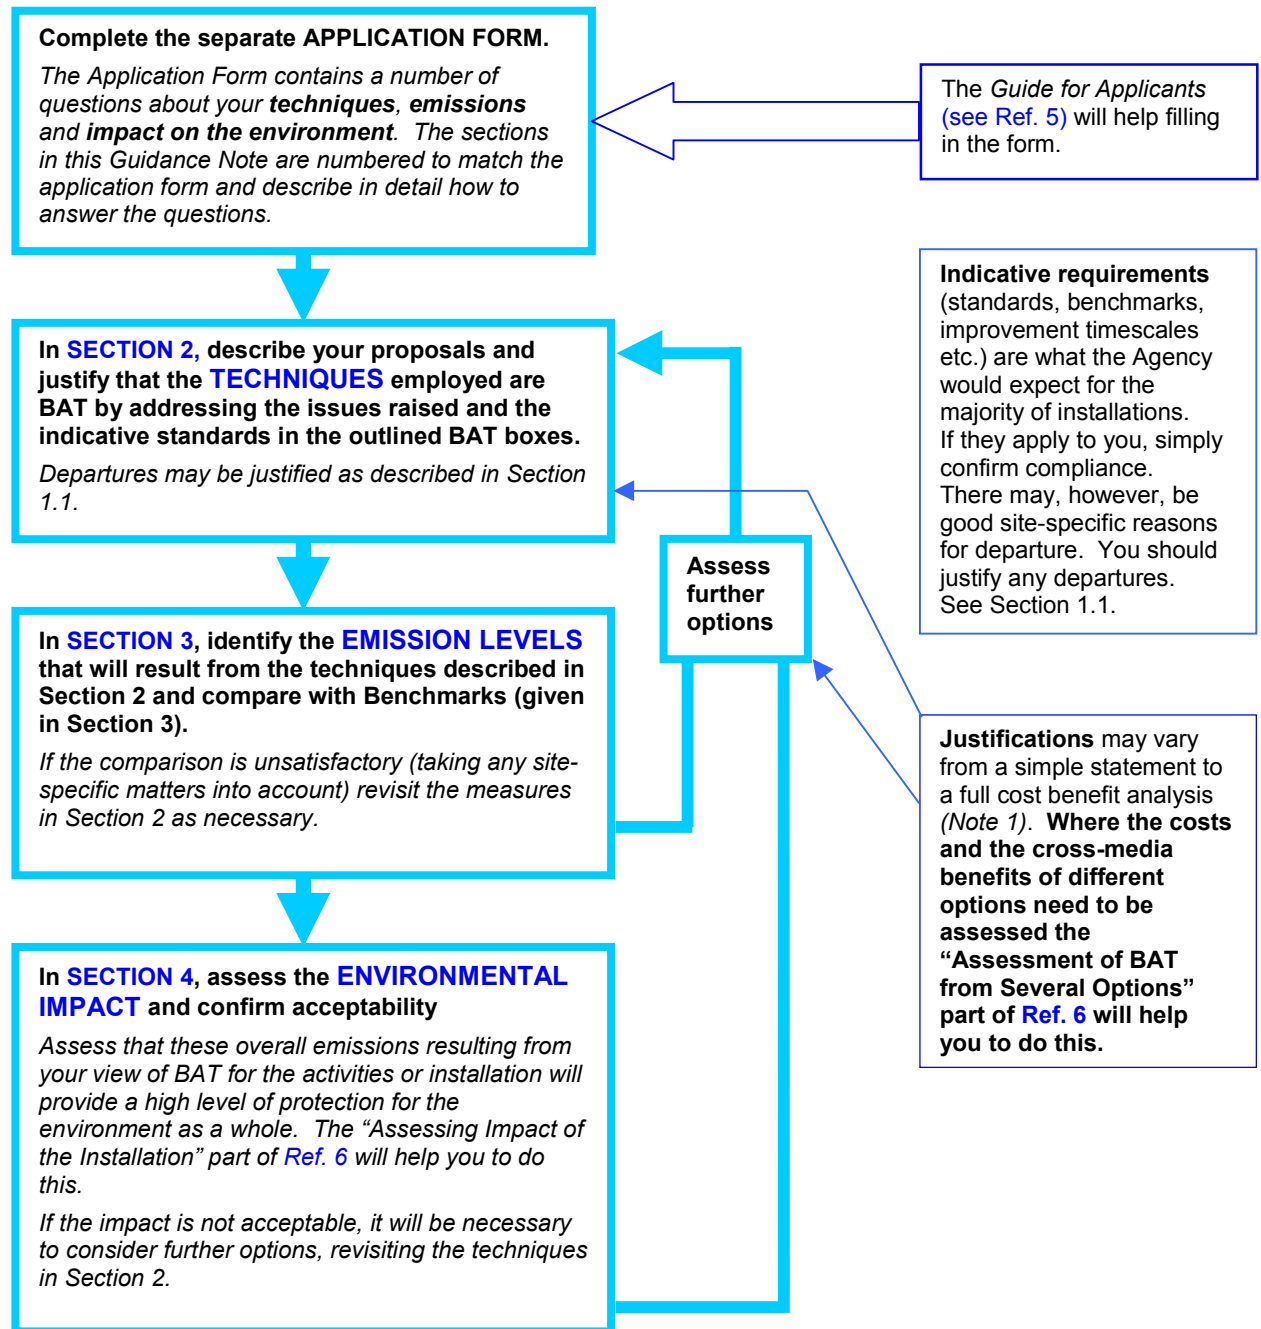 Complete the separate APPLICATION FORM.
The Application Form contains a number of
questions about your techniques, emissions
and impact on the environment.  The sections
in this Guidance Note are numbered to match the
application form and describe in detail how to
answer the questions.
The Guide for Applicants
(see Ref. 5) will help filling
in the form.
Indicative requirements
(standards, benchmarks,
improvement timescales
etc.) are what the Agency
would expect for the
majority of installations.
If they apply to you, simply
confirm compliance.
There may, however, be
good site-specific reasons
for departure.  You should
justify any departures.
See Section 1.1.
In SECTION 2, describe your proposals and
justify that the TECHNIQUES employed are
BAT by addressing the issues raised and the
indicative standards in the outlined BAT boxes.
Departures may be justified as described in Section
1.1.
Assess
further
options
In SECTION 3, identify the EMISSION LEVELS
that will result from the techniques described in
Section 2 and compare with Benchmarks (given
in Section 3).
If the comparison is unsatisfactory (taking any site-
specific matters into account) revisit the measures
in Section 2 as necessary.
Justifications may vary
from a simple statement to
a full cost benefit analysis
(Note 1).  Where the costs
and the cross-media
benefits of different
options need to be
assessed the
“Assessment of BAT
from Several Options”
part of Ref. 6 will help
you to do this.
In SECTION 4, assess the ENVIRONMENTAL
IMPACT and confirm acceptability
Assess that these overall emissions resulting from
your view of BAT for the activities or installation will
provide a high level of protection for the
environment as a whole.  The “Assessing Impact of
the Installation” part of Ref. 6 will help you to do
this.
If the impact is not acceptable, it will be necessary
to consider further options, revisiting the techniques
in Section 2.